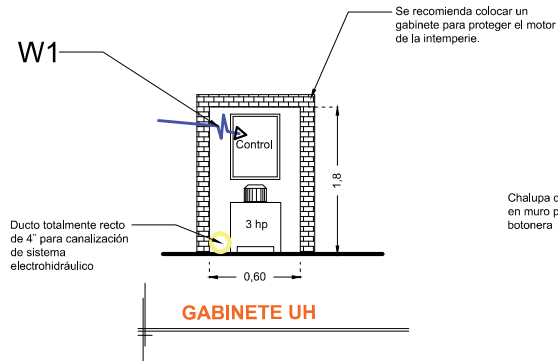 Se recomienda colocar un
gabinete para proteger el motor
de la intemperie.
W1
Control
1,8
3 hp
Ducto totalmente recto
de 4" para canalización
de sistema
electrohidráulico
0,60
Chalupa
en muro
botonera
GABINETE UH